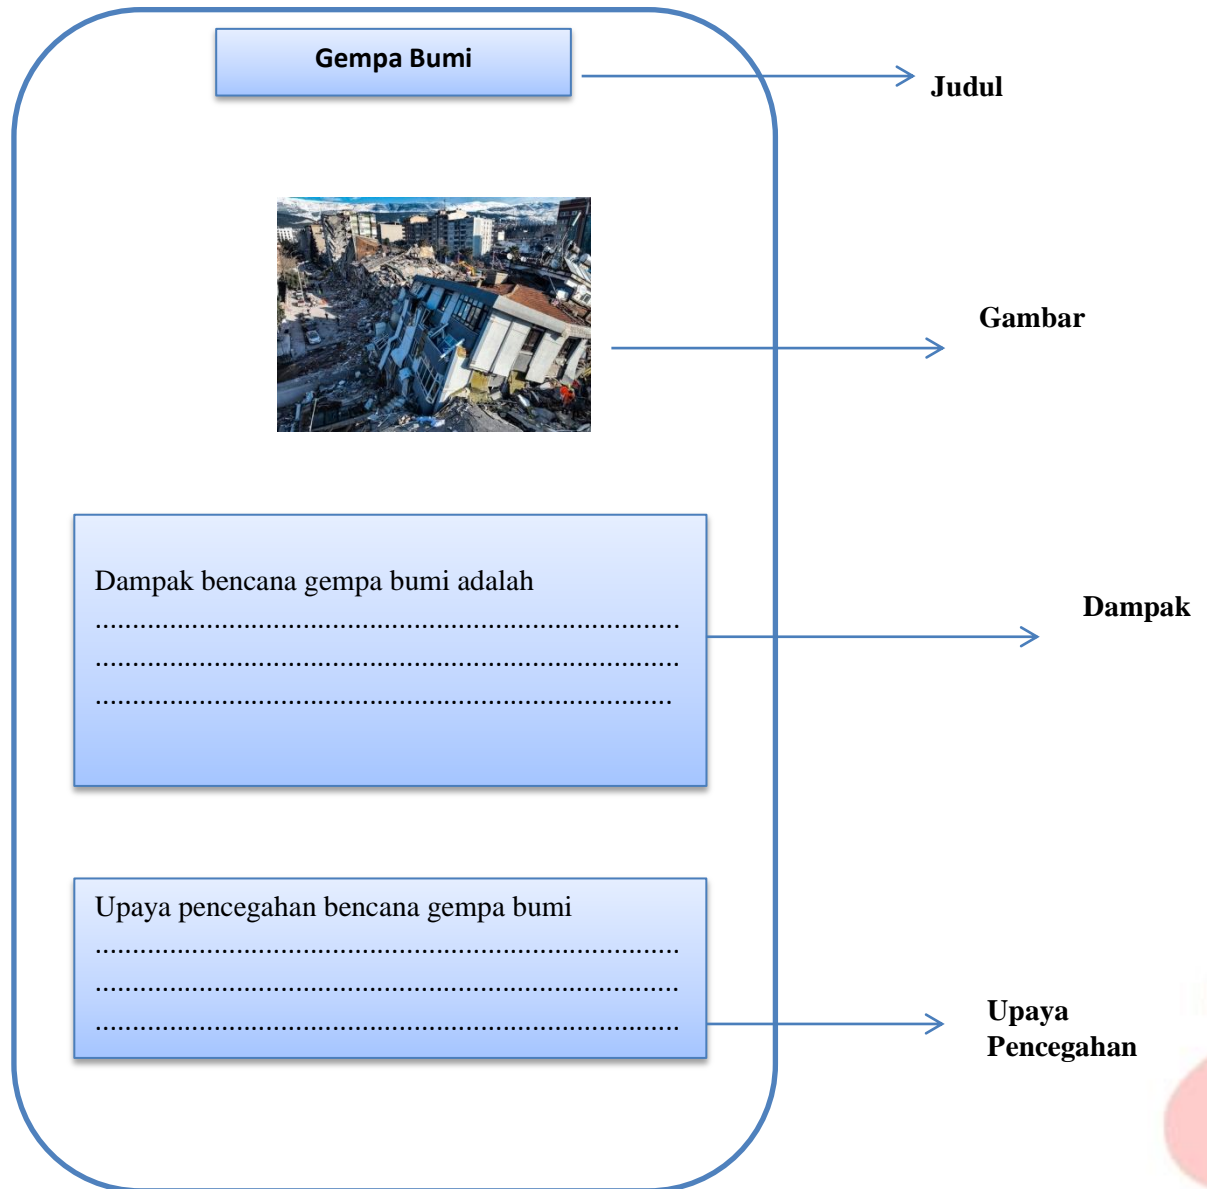 Gempa Bumi
Judul
Gambar
Dampak bencana gempa bumi adalah
...............................................................................
...............................................................................
..............................................................................
Dampak
Upaya pencegahan bencana gempa bumi
...............................................................................
...............................................................................
...............................................................................
Upaya
Pencegahan